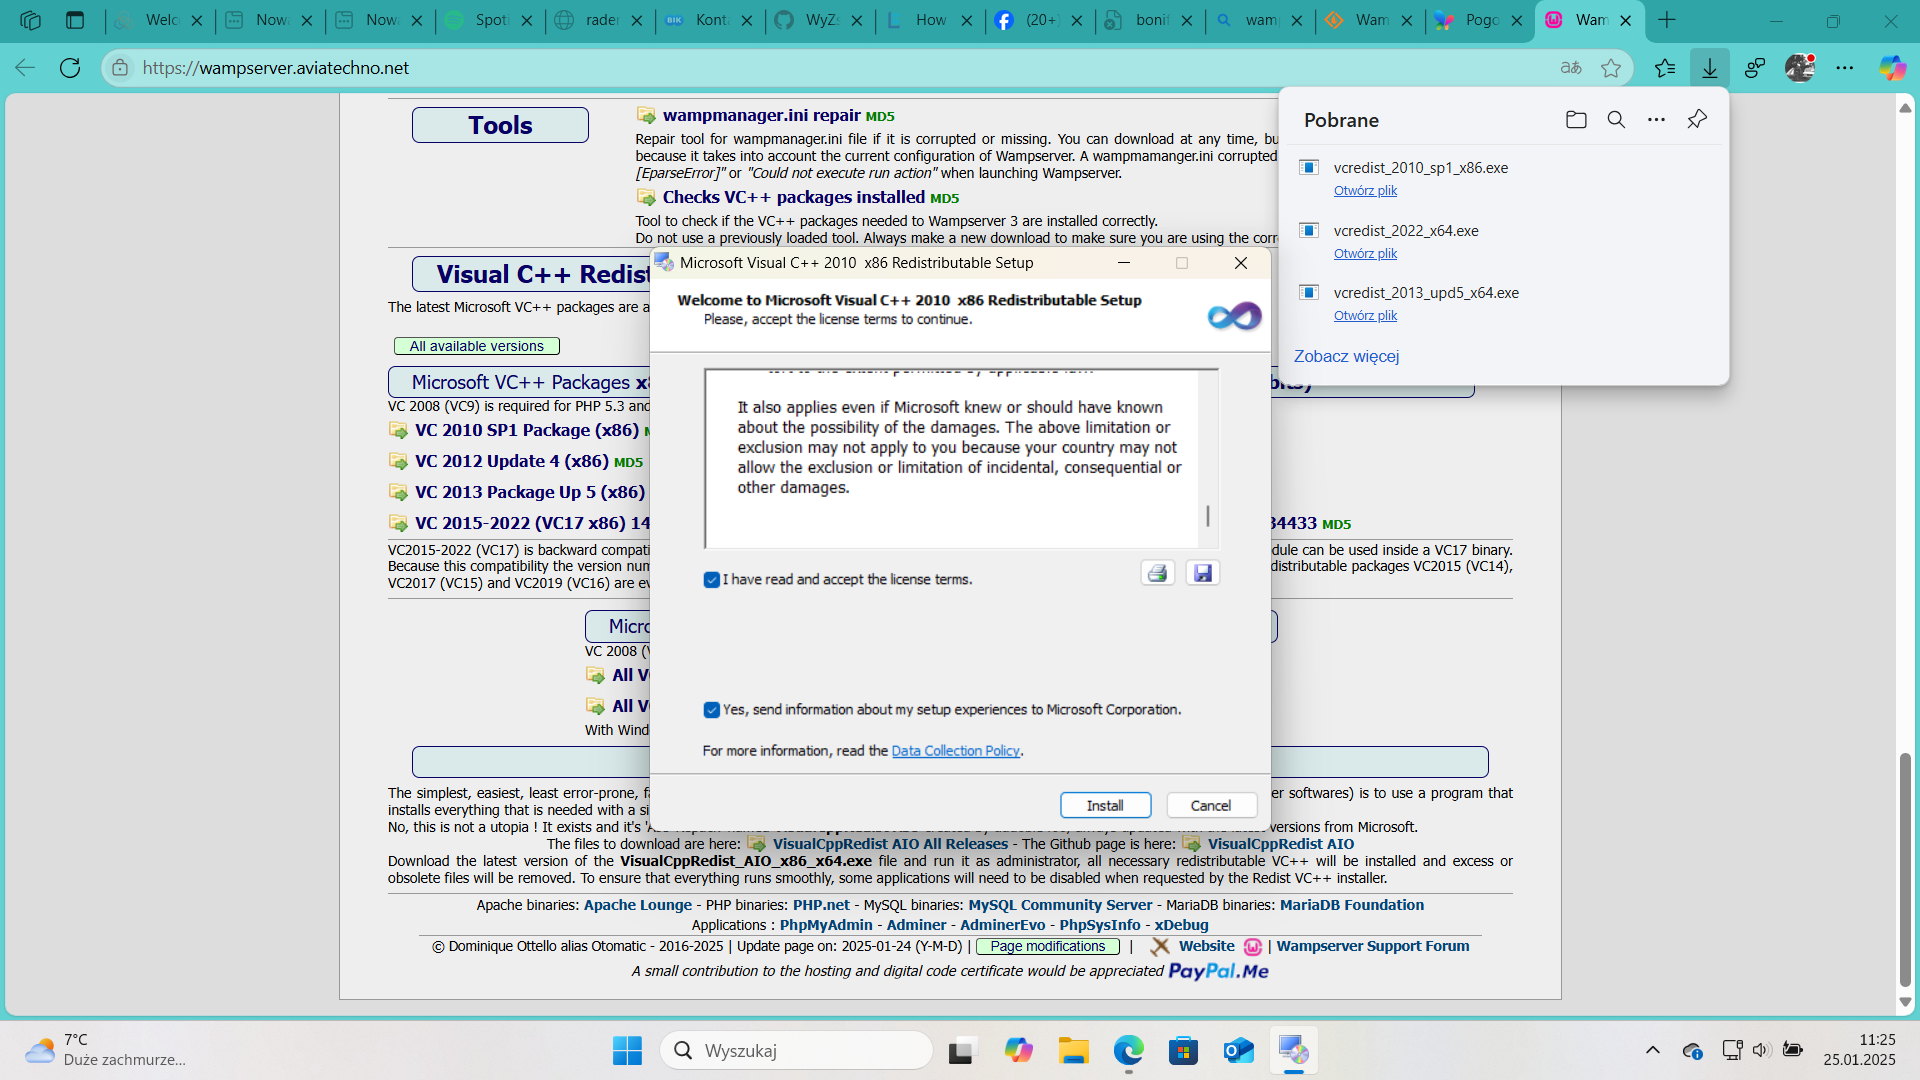 Welc
Nowa
Nowa
Spoti
rader
Konta
WyZs
How
(20+)
bonif
wamp
Wam
Pogo
Wam
https://wampserver.aviatechno.net
Tools
wampmanager.ini repair MD5
Repair tool for wampmanager.ini file if it is corrupted or missing. You can download at any time, bu
because it takes into account the current configuration of Wampserver. A wampmamanger.ini corrupted
[EparseError]" or "Could not execute run action" when launching Wampserver.
Checks VC++ packages installed MD5
Tool to check if the VC++ packages needed to Wampserver 3 are installed correctly.
Do not use a previously loaded tool. Always make a new download to make sure you are using the corr
Pobrane
vcredist_2010_sp1_x86.exe
Otwórz plik
vcredist_2022_x64.exe
Otwórz plik
vcredist_2013_upd5_x64.exe
Otwórz plik
Zobacz więcej
Visual C++ Redist
The latest Microsoft VC++ packages are a
All available versions
Microsoft VC++ Packages x8
bits)
VC 2008 (VC9) is required for PHP 5.3 and
VC 2010 SP1 Package (x86)
VC 2012 Update 4 (x86) MD5
VC 2013 Package Up 5 (x86)
VC 2015-2022 (VC17 x86) 14
34433 MD5
VC2015-2022 (VC17) is backward compati
dule can be used inside a VC17 binary.
Because this compatibility the version num
distributable packages VC2015 (VC14),
VC2017 (VC15) and VC2019 (VC16) are ev
Micro
VC 2008 (V
All V
All V
With Wind
Microsoft Visual C++ 2010 x86 Redistributable Setup
Welcome to Microsoft Visual C++ 2010 x86 Redistributable Setup
Please, accept the license terms to continue.
It also applies even if Microsoft knew or should have known
about the possibility of the damages. The above limitation or
exclusion may not apply to you because your country may not
allow the exclusion or limitation of incidental, consequential or
other damages.
I have read and accept the license terms.
Yes, send information about my setup experiences to Microsoft Corporation.
For more information, read the Data Collection Policy.
Install
Cancel
The simplest, easiest, least error-prone, fa
er softwares) is to use a program that
installs everything that is needed with a si
No, this is not a utopia ! It exists and it's
versions from Microsoft.
The files to download are here: VisualCppRedist AIO All Releases - The Github page is here: VisualCppRedist AIO
Download the latest version of the VisualCppRedist_AIO_x86_x64.exe file and run it as administrator, all necessary redistributable VC++ will be installed and excess or
obsolete files will be removed. To ensure that everything runs smoothly, some applications will need to be disabled when requested by the Redist VC++ installer.
Apache binaries: Apache Lounge - PHP binaries: PHP.net - MySQL binaries: MySQL Community Server - MariaDB binaries: MariaDB Foundation
Applications : PhpMyAdmin - Adminer - AdminerEvo - PhpSysInfo - xDebug
© Dominique Ottello alias Otomatic - 2016-2025 | Update page on: 2025-01-24 (Y-M-D) | Page modifications | Website | Wampserver Support Forum
A small contribution to the hosting and digital code certificate would be appreciated PayPal.Me
7°C
Duże zachmurze...
Wyszukaj
11:25
25.01.2025